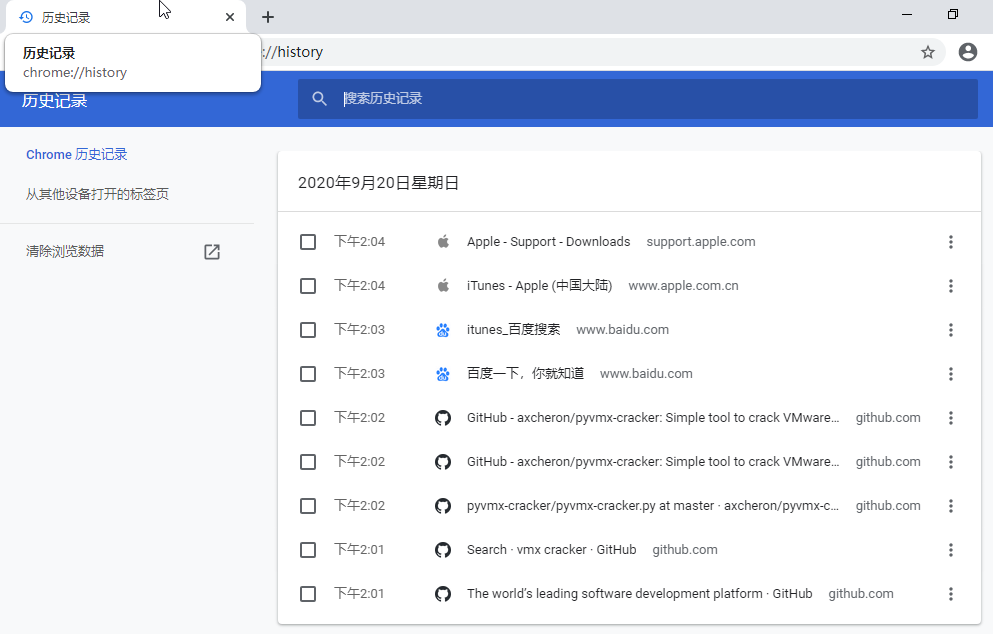 历史记录
历史记录
chrome://history
://history
历史记录
搜索历史记录
Chrome 历史记录
从其他设备打开的标签页
清除浏览数据
2020年9月20日星期日
下午2:04 Apple - Support - Downloads support.apple.com
下午2:04 iTunes - Apple (中国大陆) www.apple.com.cn
下午2:03 itunes_百度搜索 www.baidu.com
下午2:03 百度一下，你就知道 www.baidu.com
下午2:02 GitHub - axcheron/pyvmx-cracker: Simple tool to crack VMware... github.com
下午2:02 GitHub - axcheron/pyvmx-cracker: Simple tool to crack VMware... github.com
下午2:02 pyvmx-cracker/pyvmx-cracker.py at master · axcheron/pyvmx-c... github.com
下午2:01 Search · vmx cracker · GitHub github.com
下午2:01 The world's leading software development platform · GitHub github.com